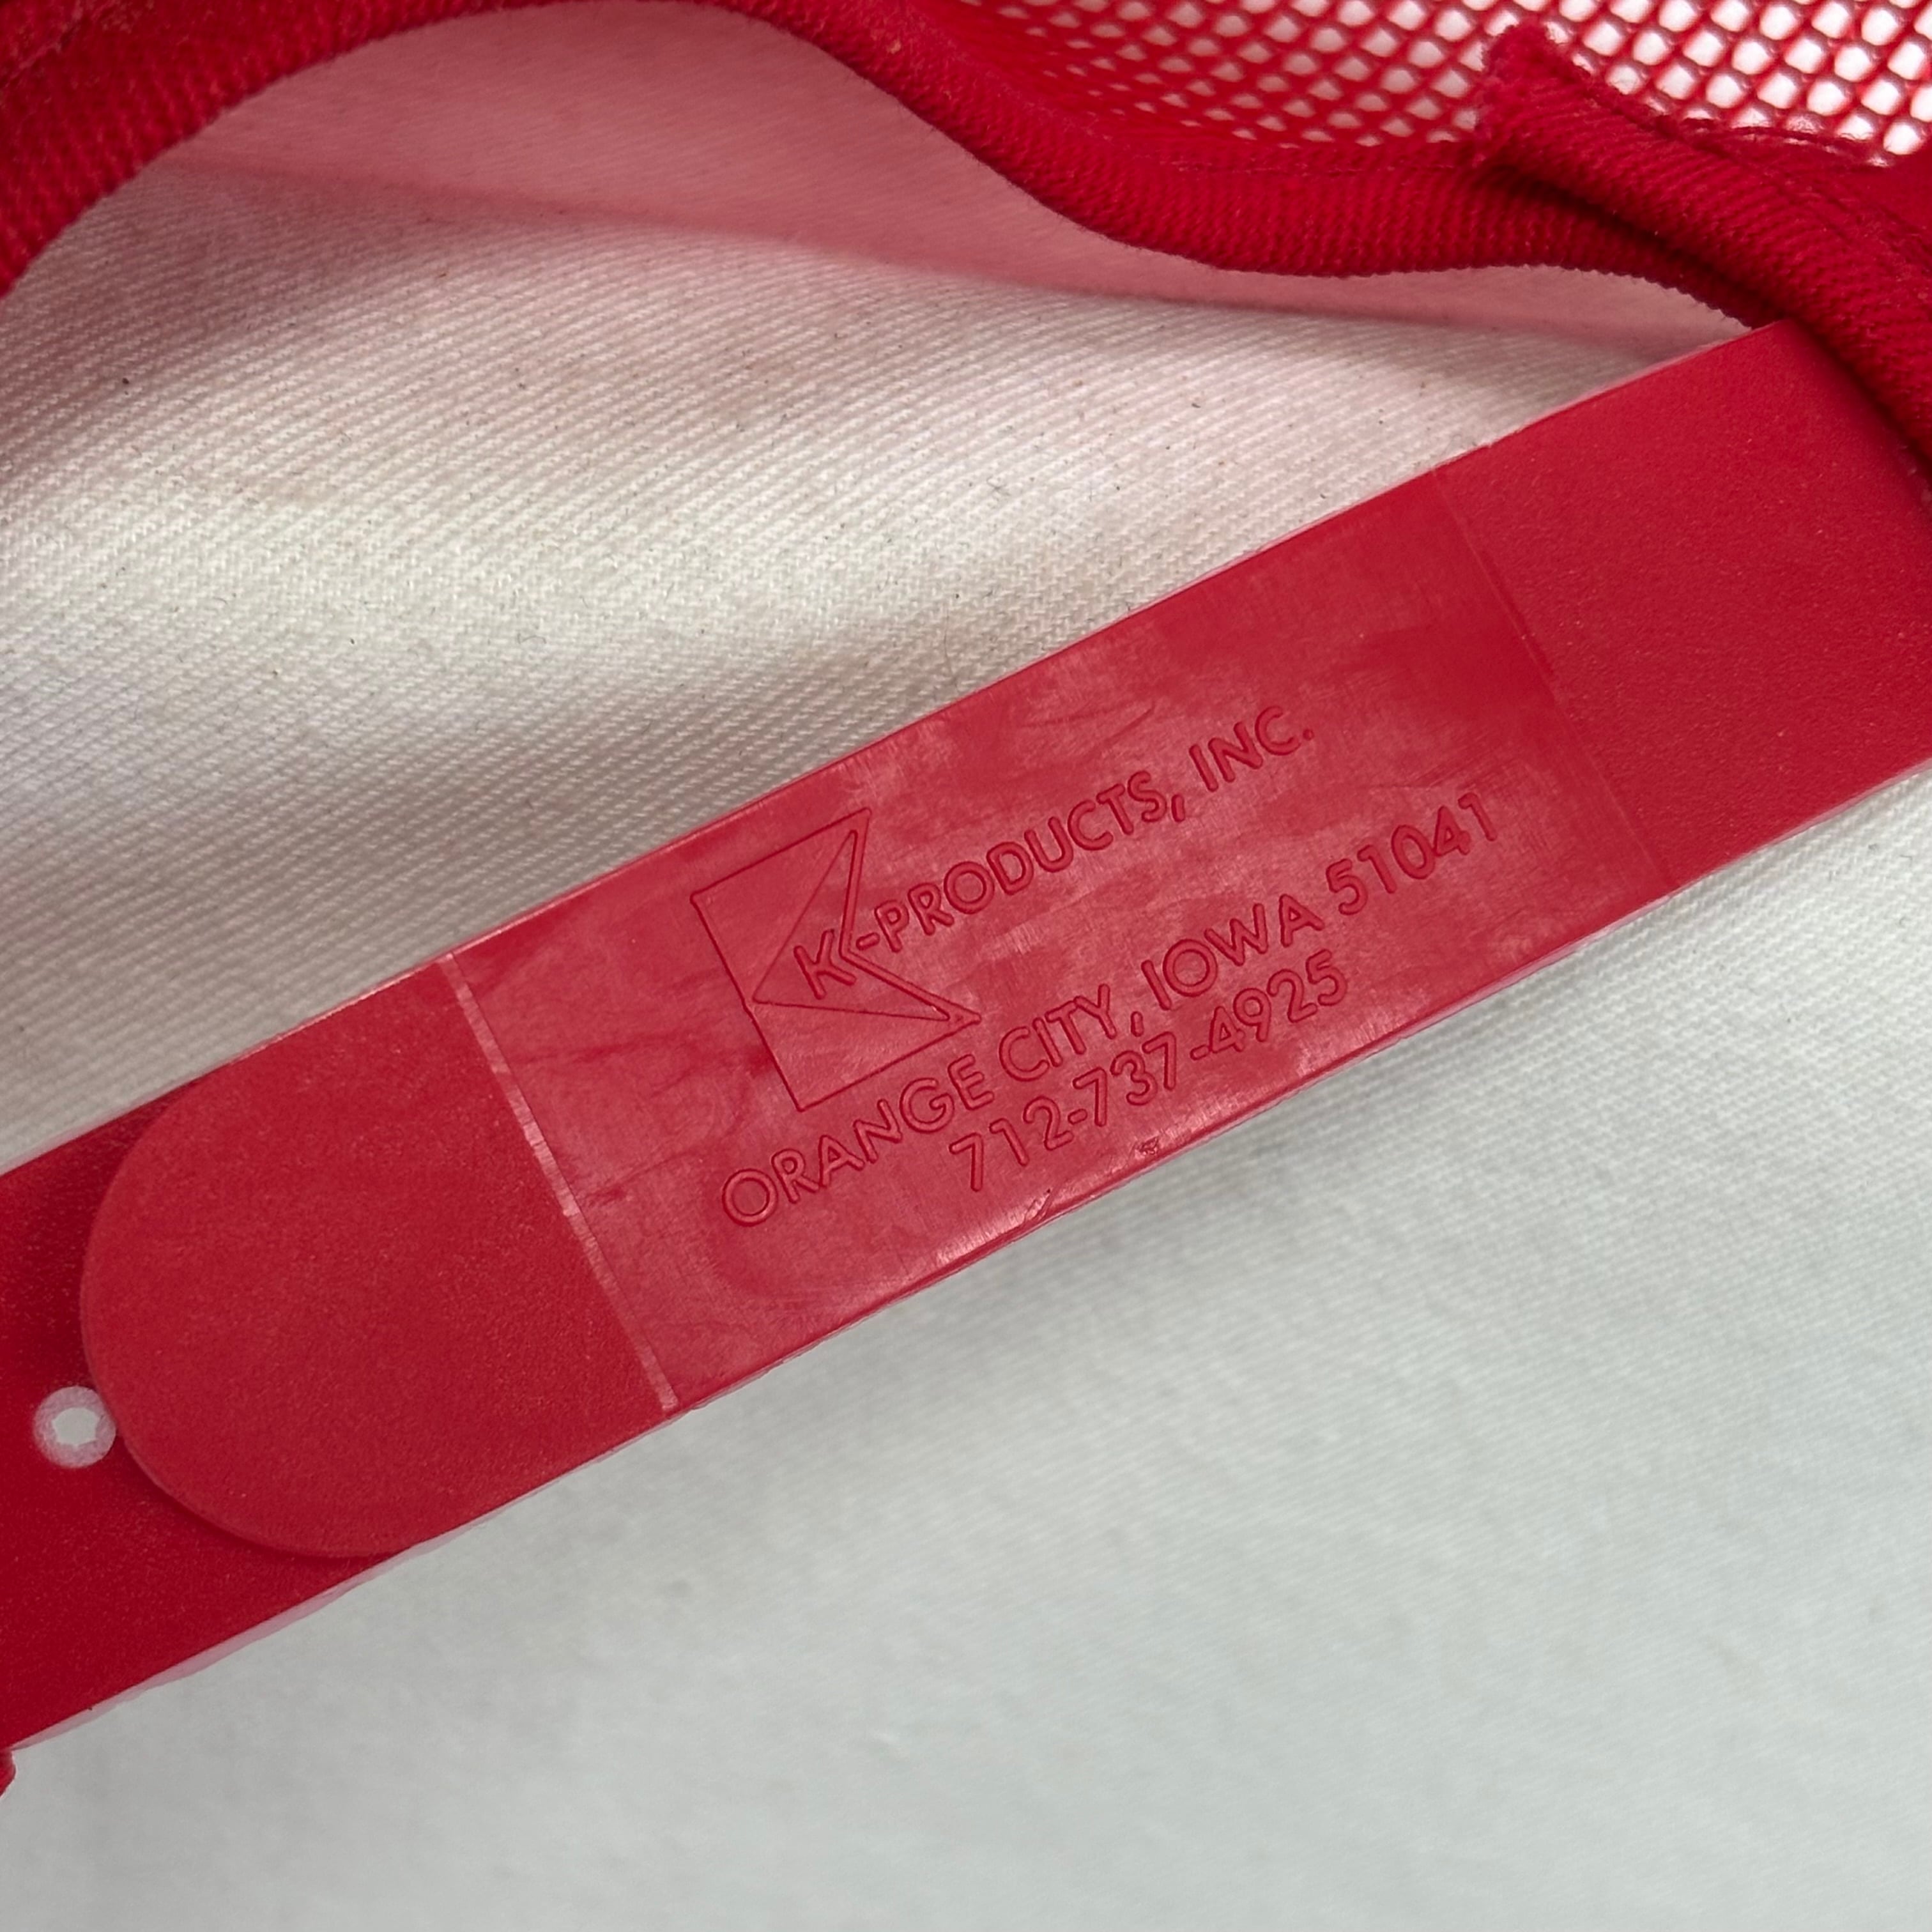 K-PRODUCTS, INC.
ORANGE CITY, IOWA 51041
712-737-4925